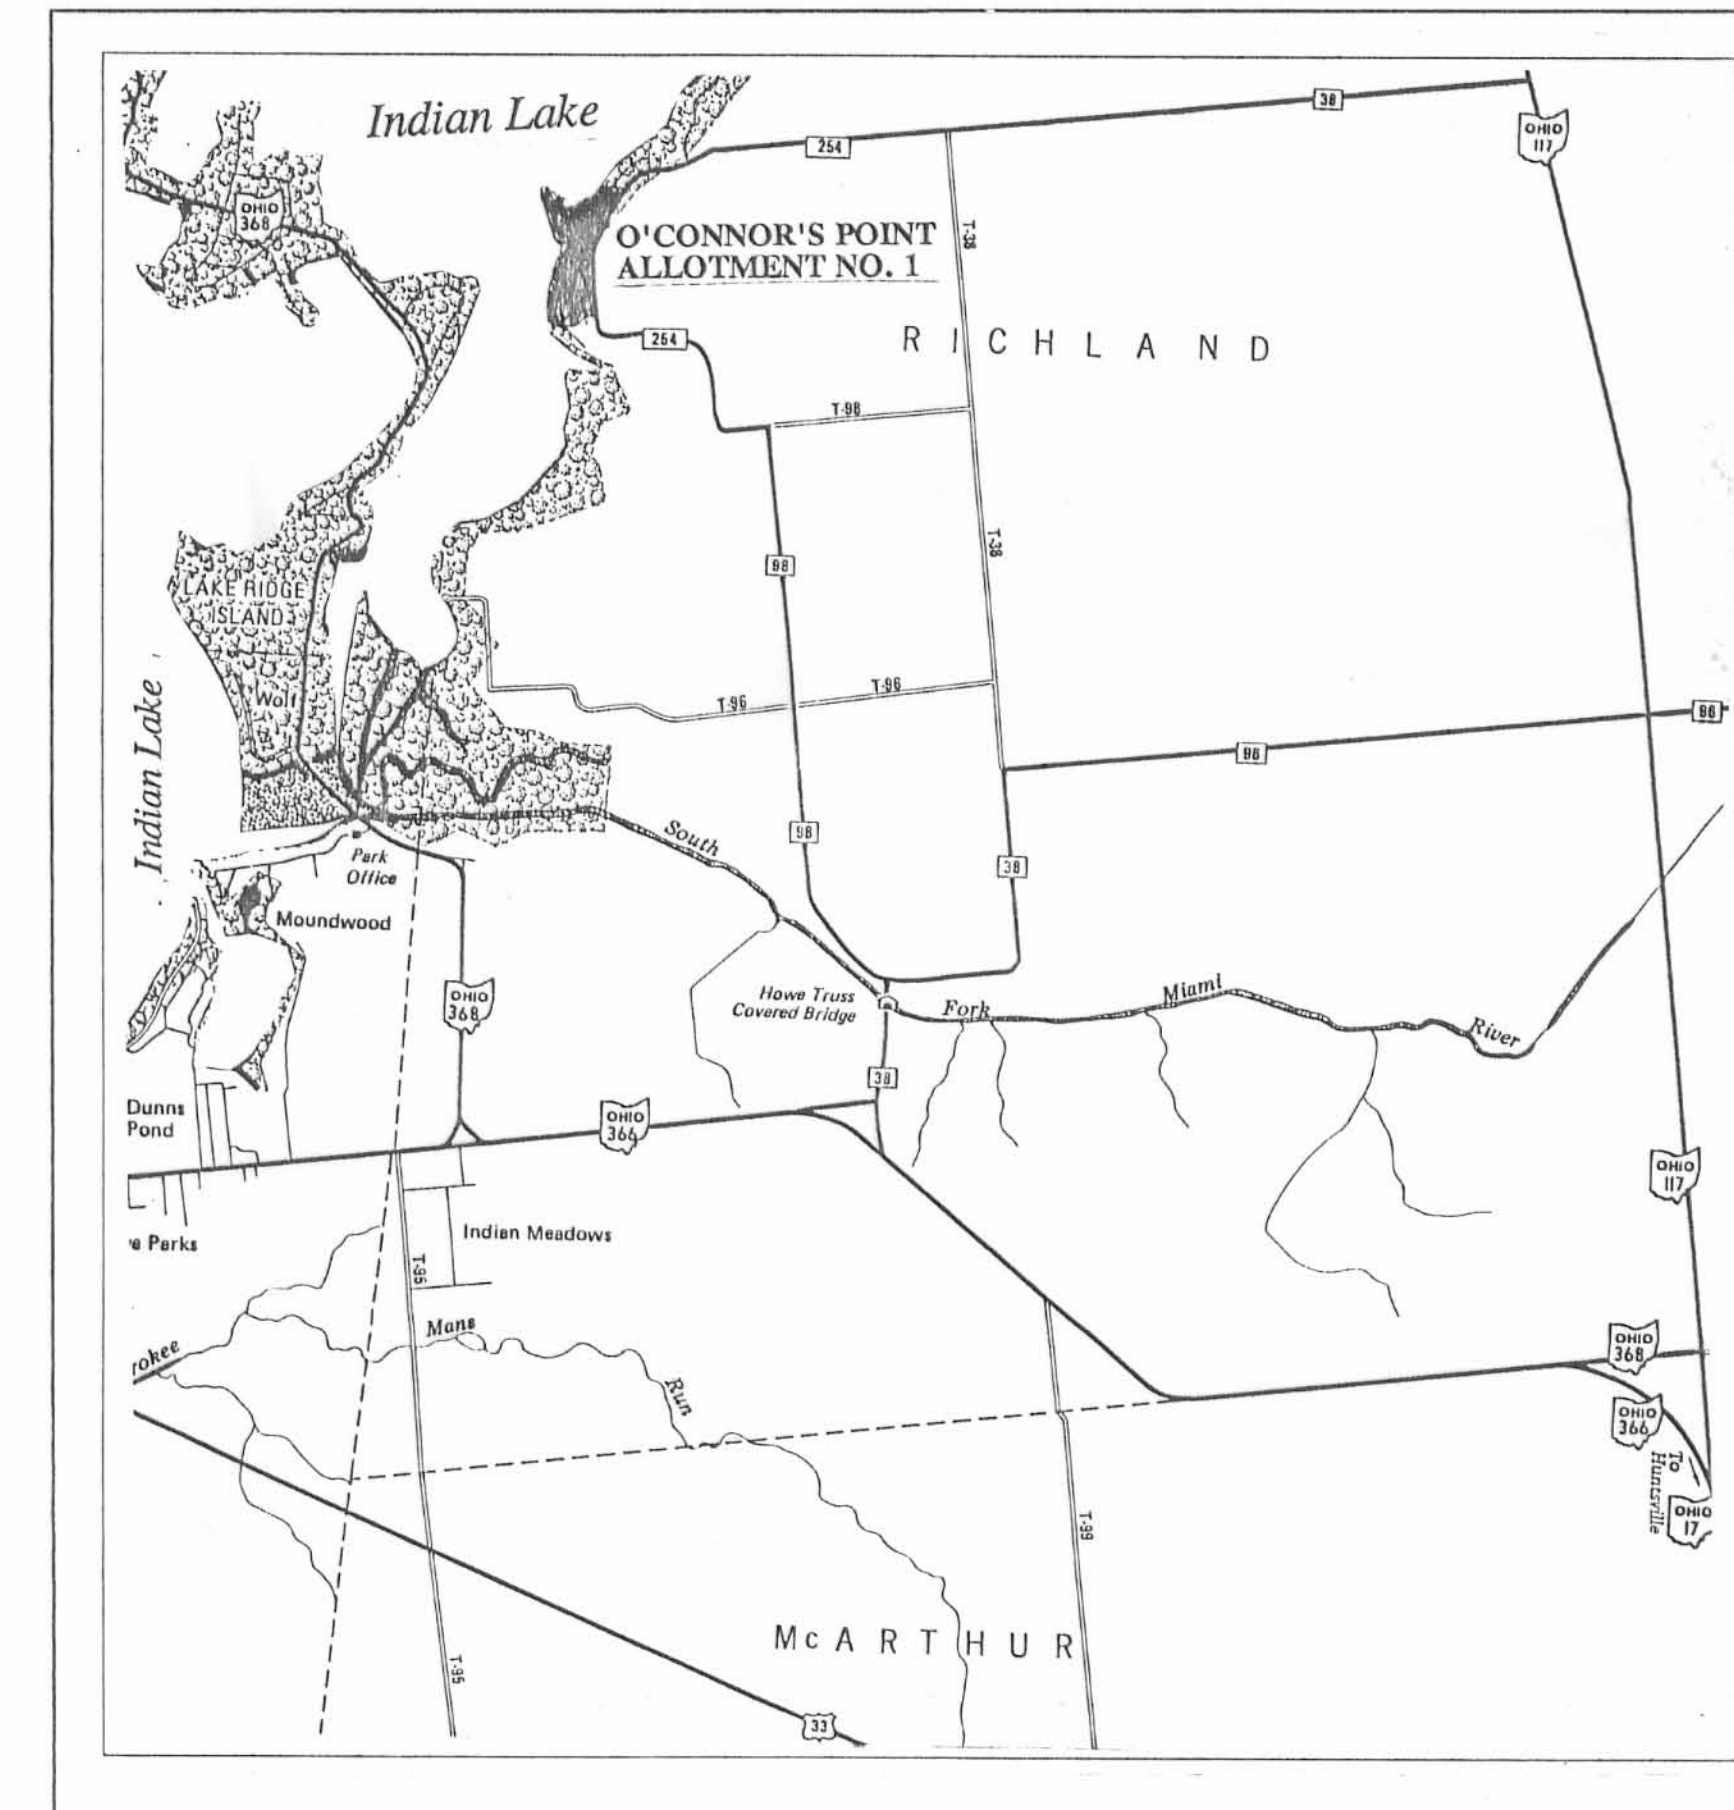 Indian Lake
38
OHIO
117
254
OHIO
368
O'CONNOR'S POINT
ALLOTMENT NO. 1
T-38
254
RICHLAND
T-98
98
T-38
LAKE RIDGE
ISLAND
Wolf
T-96
T-96
Indian Lake
96
98
South
38
Park
Office
Moundwood
OHIO
368
Howe Truss
Covered Bridge
Fork
Miami
River
38
Dunns
Pond
OHIO
366
OHIO
117
Indian Meadows
Parks
T-95
Mans
Run
rokee
OHIO
368
OHIO
366
To
Huntsville
OHIO
17
T-99
McARTHUR
T-95
33